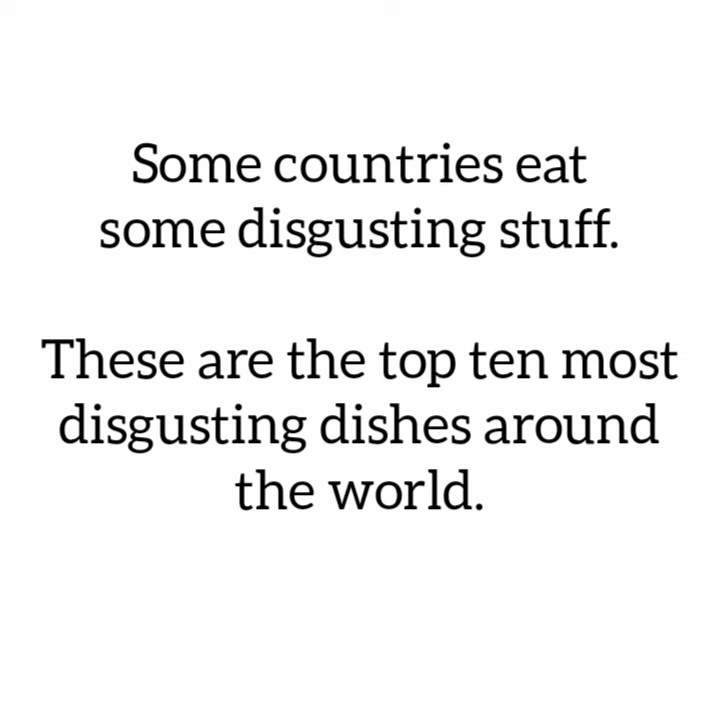 Some countries eat
some disgusting stuff.
These are the top ten most
disgusting dishes around
the world.